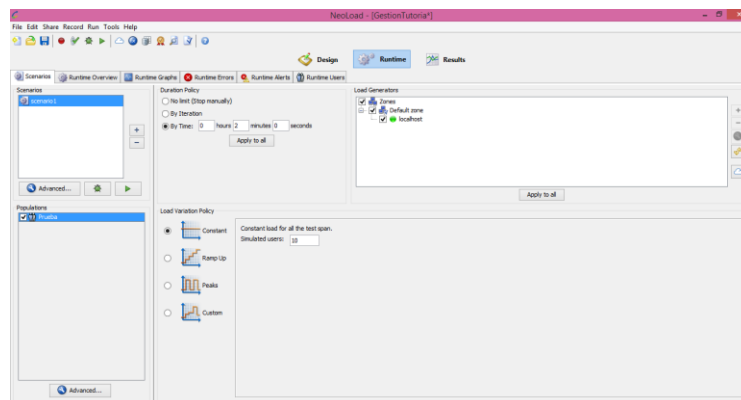 NeoLoad - [GestionTutoria*]
File Edit Share Record Run Tools Help
Design Runtime Results
Scenarios Runtime Overview Runtime Graphs Runtime Errors Runtime Alerts Runtime Users
Scenarios
scenario1
Advanced...
Populations
Prueba
Advanced...
Duration Policy
No limit (Stop manually)
By Iteration
By Time: 0 hours 2 minutes 0 seconds
Apply to all
Load Generators
Zones
Default zone
localhost
Apply to all
Load Variation Policy
Constant
Ramp Up
Peaks
Custom
Constant load for all the test span.
Simulated users: 10